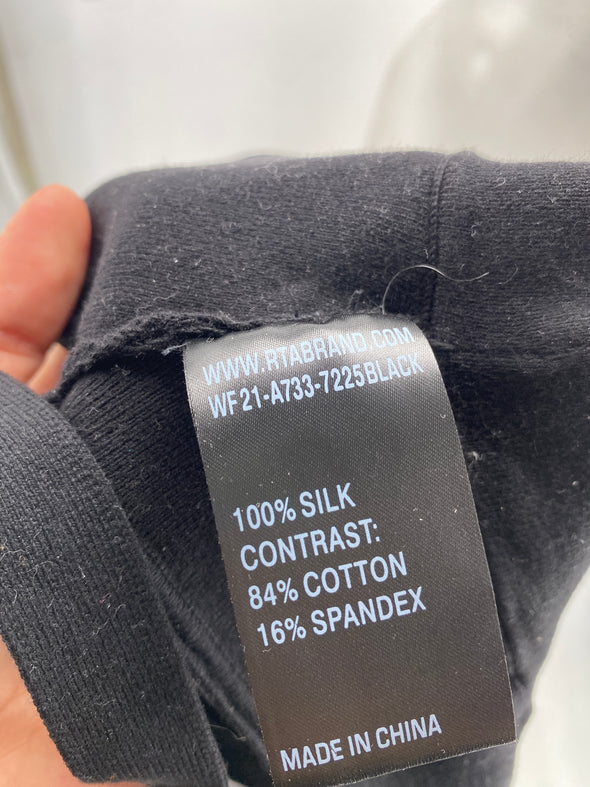 WWW.RTABRAND.COM
WF21-A733-7225BLACK
100% SILK
CONTRAST:
84% COTTON
16% SPANDEX
MADE IN CHINA